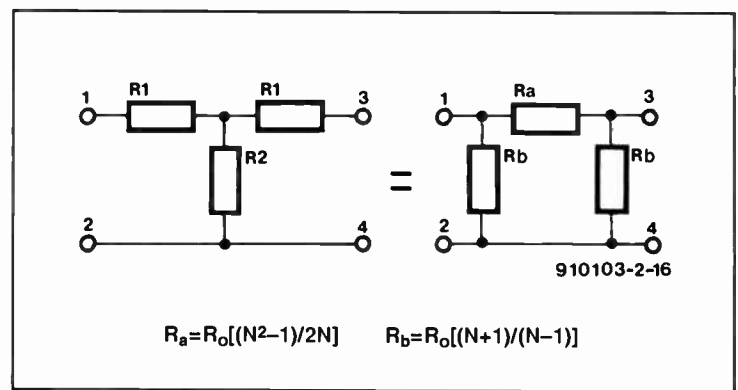 1 R1 R1 3
R2
2 4
=
1 Ra 3
Rb Rb
2 4
910103-2-16
Rₐ=Rₒ[(N²–1)/2N] R_b=Rₒ[(N+1)/(N–1)]